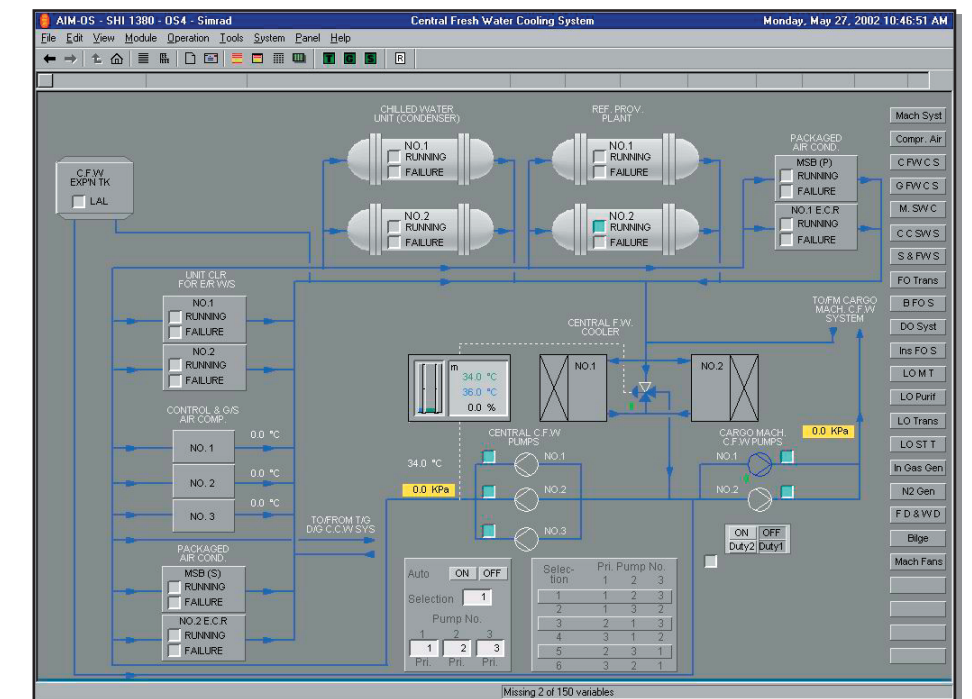 AIM-OS - SHI 1380 - OS4 - Simrad
Central Fresh Water Cooling System
Monday, May 27, 2002 10:46:51 AM
File Edit View Module Operation Tools System Panel Help
T G S R
C.F.W
EXP'N TK
LAL
CHILLED WATER
UNIT (CONDENSER)
NO.1
RUNNING
FAILURE
NO.2
RUNNING
FAILURE
REF. PROV.
PLANT
NO.1
RUNNING
FAILURE
NO.2
RUNNING
FAILURE
PACKAGED
AIR COND.
MSB (P)
RUNNING
FAILURE
NO.1 E.C.R
RUNNING
FAILURE
UNIT CLR
FOR E/R W/S
NO.1
RUNNING
FAILURE
NO.2
RUNNING
FAILURE
CONTROL & G/S
AIR COMP.
NO. 1
0.0 °C
NO. 2
0.0 °C
NO. 3
0.0 °C
TO/FROM T/G
D/G C.C.W SYS
PACKAGED
AIR COND.
MSB (S)
RUNNING
FAILURE
NO.2 E.C.R
RUNNING
FAILURE
m
34.0 °C
36.0 °C
0.0 %
CENTRAL F.W.
COOLER
NO.1
NO.2
TO/FM CARGO
MACH. C.F.W
SYSTEM
34.0 °C
0.0 KPa
CENTRAL C.F.W
PUMPS
NO.1
NO.2
NO.3
CARGO MACH.
C.F.W PUMPS
0.0 KPa
NO.1
NO.2
ON OFF
Duty2 Duty1
Auto ON OFF
Selection 1
Pump No.
1 2 3
1 2 3
Pri. Pri. Pri.
Selec-
tion
Pri. Pump No.
1 2 3
1 1 2 3
2 1 3 2
3 2 1 3
4 3 1 2
5 2 3 1
6 3 2 1
Mach Syst
Compr. Air
C FW C S
G FW C S
M. SW C
C C SW S
S & FW S
FO Trans
B FO S
DO Syst
Ins FO S
LO M T
LO Purif
LO Trans
LO ST T
In Gas Gen
N2 Gen
F D & W D
Bilge
Mach Fans
Missing 2 of 150 variables